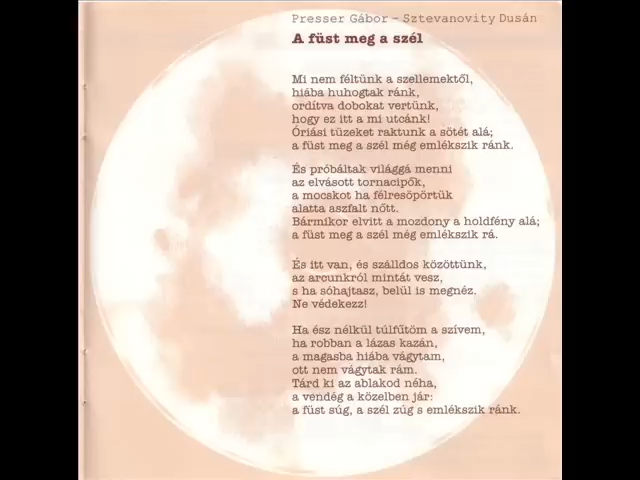 Presser Gábor – Sztevanovity Dusán
A füst meg a szél
Mi nem féltünk a szellemektől,
hiába huhogtak ránk,
ordítva dobokat vertünk,
hogy ez itt a mi utcánk!
Óriási tüzeket raktunk a sötét alá;
a füst meg a szél még emlékszik ránk.
És próbáltak világgá menni
az elvásott tornacipők,
a mocskot ha félresöpörtük
alatta aszfalt nőtt.
Bármikor elvitt a mozdony a holdfény alá;
a füst meg a szél még emlékszik rá.
És itt van, és szálldos közöttünk,
az arcunkról mintát vesz,
s ha sóhajtasz, belül is megnéz.
Ne védekezz!
Ha ész nélkül túlfűtöm a szívem,
ha robban a lázas kazán,
a magasba hiába vágytam,
ott nem vágytak rám.
Tárd ki az ablakod néha,
a vendég a közelben jár:
a füst súg, a szél zúg s emlékszik ránk.